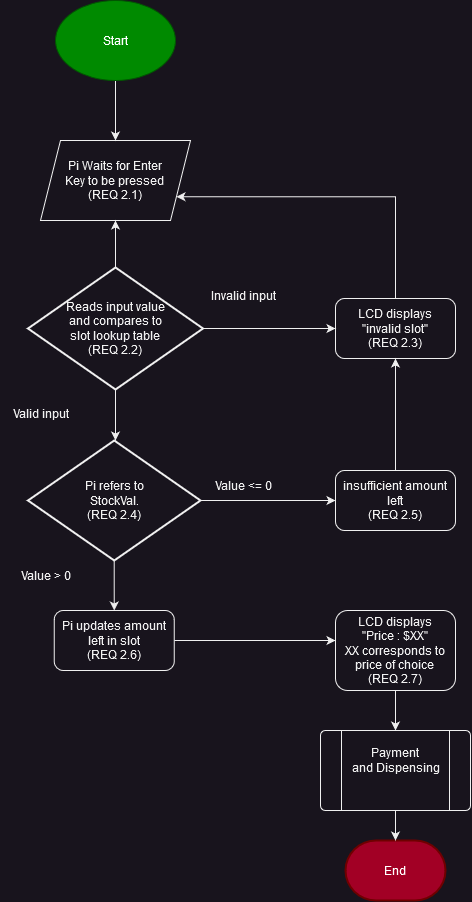 Start
Pi Waits for Enter
Key to be pressed
(REQ 2.1)
Reads input value
and compares to
slot lookup table
(REQ 2.2)
Invalid input
LCD displays
"invalid slot"
(REQ 2.3)
Valid input
Pi refers to
StockVal.
(REQ 2.4)
Value <= 0
insufficient amount
left
(REQ 2.5)
Value > 0
Pi updates amount
left in slot
(REQ 2.6)
LCD displays
"Price : $XX"
XX corresponds to
price of choice
(REQ 2.7)
Payment
and Dispensing
End